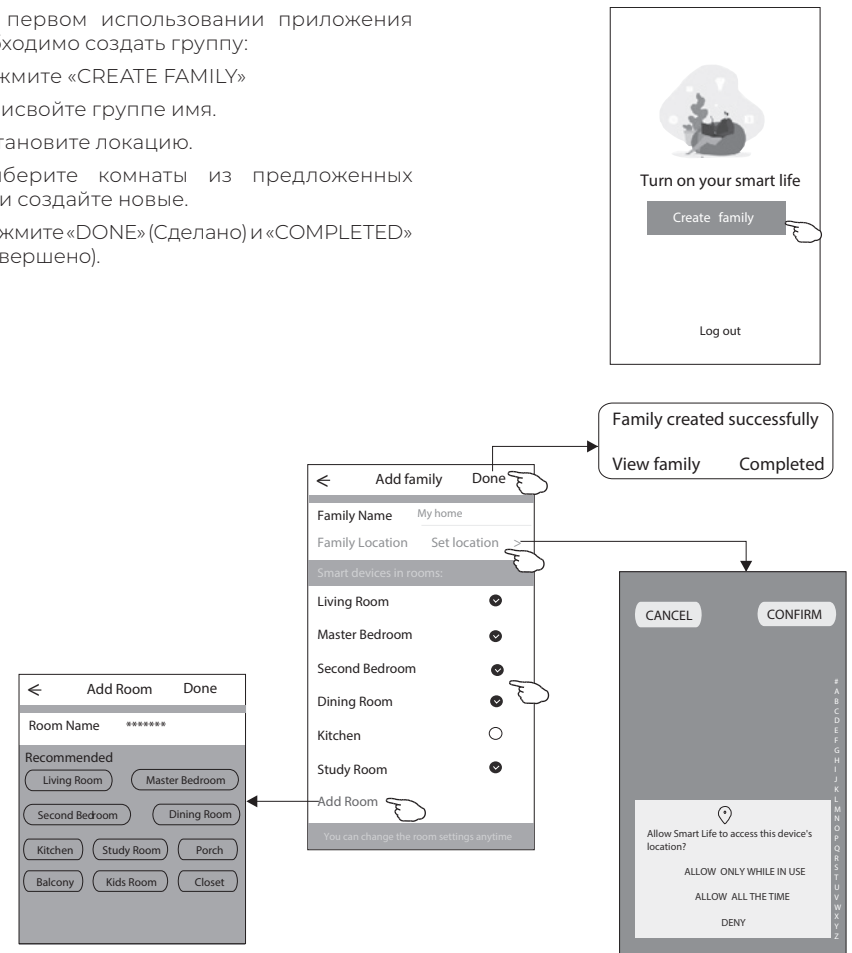 первом использовании приложения
ходимо создать группу:
жмите «CREATE FAMILY»
исвойте группе имя.
тановите локацию.
берите комнаты из предложенных
и создайте новые.
жмите «DONE» (Сделано) и «COMPLETED»
вершено).
Turn on your smart life
Create family
Log out
Family created successfully
View family Completed
Add family Done
Family Name My home
Family Location Set location >
Smart devices in rooms:
Living Room
Master Bedroom
Second Bedroom
Dining Room
Kitchen
Study Room
Add Room
You can change the room settings anytime
Add Room Done
Room Name *******
Recommended
Living Room Master Bedroom
Second Bedroom Dining Room
Kitchen Study Room Porch
Balcony Kids Room Closet
CANCEL CONFIRM
#
A
B
C
D
E
F
G
H
I
J
K
L
M
N
O
P
Q
R
S
T
U
V
W
X
Y
Z
Allow Smart Life to access this device's
location?
ALLOW ONLY WHILE IN USE
ALLOW ALL THE TIME
DENY